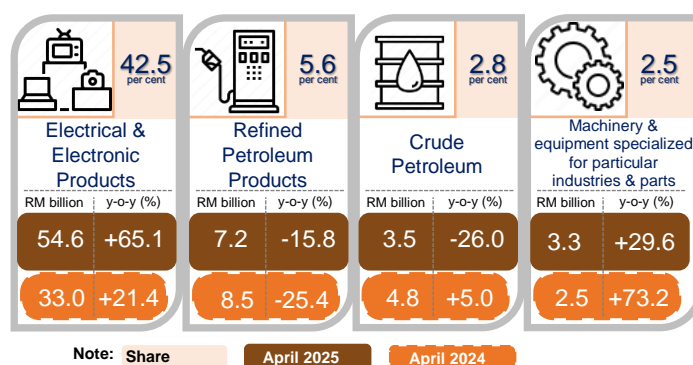 42.5
per cent
Electrical &
Electronic
Products
RM billion y-o-y (%)
54.6 +65.1
33.0 +21.4
5.6
per cent
Refined
Petroleum
Products
RM billion y-o-y (%)
7.2 -15.8
8.5 -25.4
2.8
per cent
Crude
Petroleum
RM billion y-o-y (%)
3.5 -26.0
4.8 +5.0
2.5
per cent
Machinery &
equipment specialized
for particular
industries & parts
RM billion y-o-y (%)
3.3 +29.6
2.5 +73.2
Note: Share April 2025 April 2024